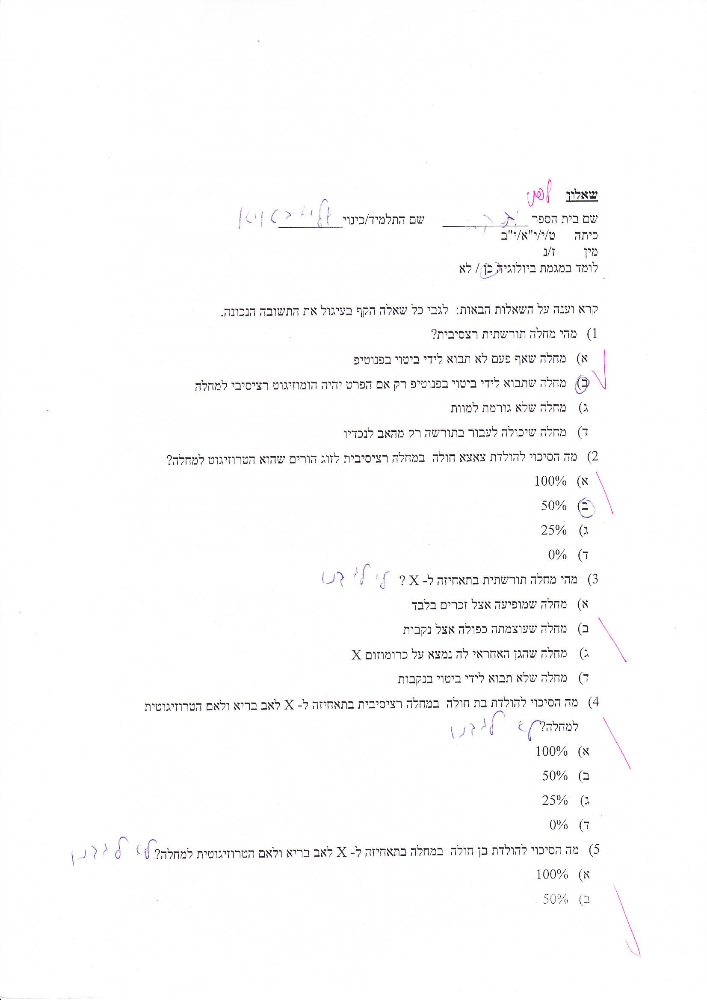 שאלון לפני
שם בית הספר שם התלמיד/כינוי
כיתה ט/י/י"א/י"ב
מין ז/נ
לומד במגמת ביולוגיה כן / לא
קרא וענה על השאלות הבאות: לגבי כל שאלה הקף בעיגול את התשובה הנכונה.
1) מהי מחלה תורשתית רצסיבית?
א) מחלה שאף פעם לא תבוא לידי ביטוי בפנוטיפ
ב) מחלה שתבוא לידי ביטוי בפנוטיפ רק אם הפרט יהיה הומוזיגוט רציסיבי למחלה
ג) מחלה שלא גורמת למוות
ד) מחלה שיכולה לעבור בתורשה רק מהאב לנכדיו
2) מה הסיכוי להולדת צאצא חולה במחלה רציסיבית לזוג הורים שהוא הטרוזיגוט למחלה?
א) 100%
ב) 50%
ג) 25%
ד) 0%
3) מהי מחלה תורשתית בתאחיזה ל- X ? לא למדנו
א) מחלה שמופיעה אצל זכרים בלבד
ב) מחלה שעוצמתה כפולה אצל נקבות
ג) מחלה שהגן האחראי לה נמצא על כרומוזום X
ד) מחלה שלא תבוא לידי ביטוי בנקבות
4) מה הסיכוי להולדת בת חולה במחלה רציסיבית בתאחיזה ל- X לאב בריא ולאם הטרוזיגוטית
למחלה? לא למדנו
א) 100%
ב) 50%
ג) 25%
ד) 0%
5) מה הסיכוי להולדת בן חולה במחלה בתאחיזה ל- X לאב בריא ולאם הטרוזיגוטית למחלה? לא למדנו
א) 100%
ב) 50%